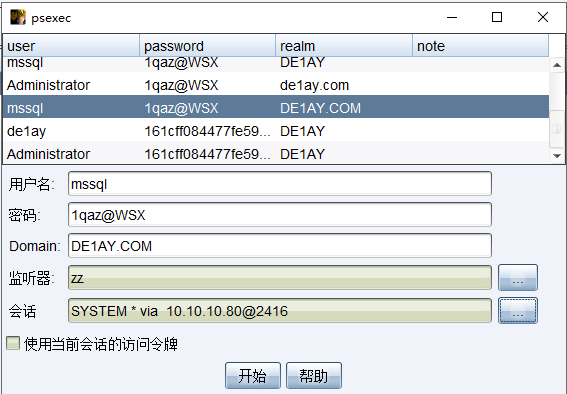 psexec
user password realm note
mssql 1qaz@WSX DE1AY
Administrator 1qaz@WSX de1ay.com
mssql 1qaz@WSX DE1AY.COM
de1ay 161cff084477fe59... DE1AY
Administrator 161cff084477fe59... DE1AY
用户名: mssql
密码: 1qaz@WSX
Domain: DE1AY.COM
监听器: zz ...
会话 SYSTEM * via 10.10.10.80@2416 ...
使用当前会话的访问令牌
开始 帮助